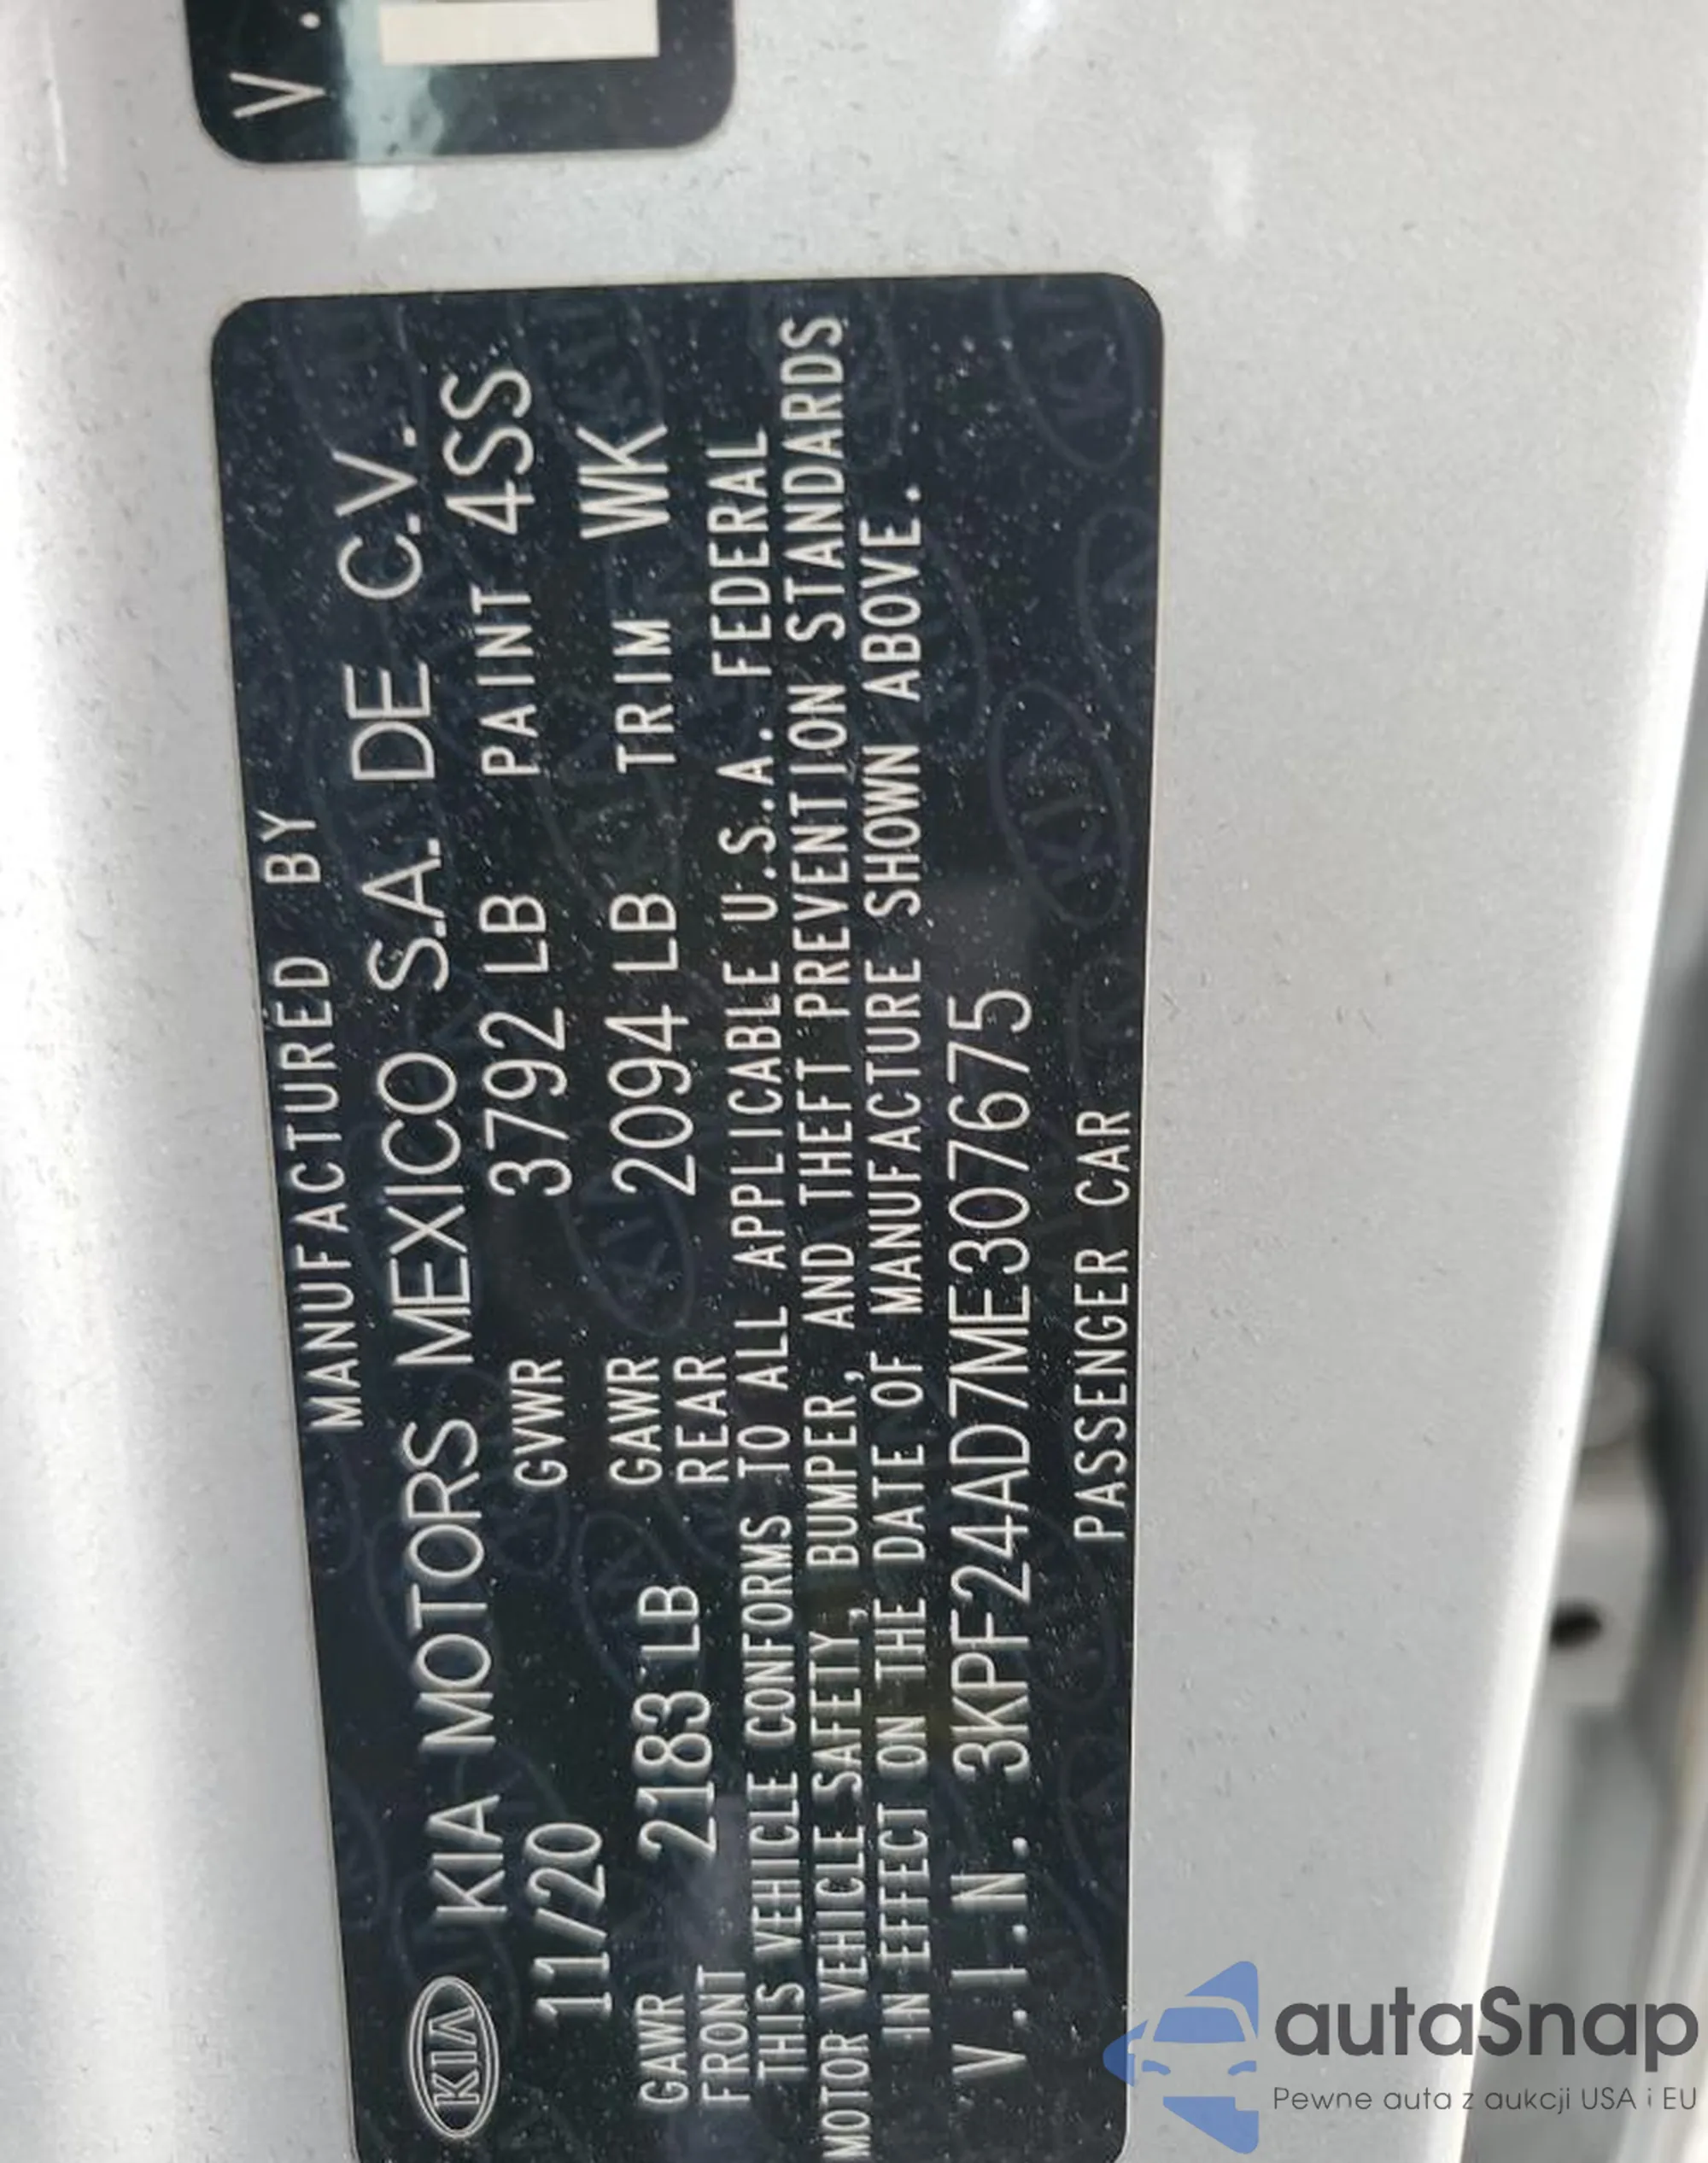 V.
MANUFACTURED BY
KIA KIA MOTORS MEXICO S.A. DE C.V.
11/20 GVWR 3792 LB PAINT 4SS
GAWR FRONT 2183 LB GAWR REAR 2094 LB TRIM WK
THIS VEHICLE CONFORMS TO ALL APPLICABLE U.S.A. FEDERAL
MOTOR VEHICLE SAFETY, BUMPER, AND THEFT PREVENTION STANDARDS
IN EFFECT ON THE DATE OF MANUFACTURE SHOWN ABOVE.
V.I.N. 3KPF24AD7ME307675
PASSENGER CAR
autaSnap
Pewne auta z aukcji USA i EU